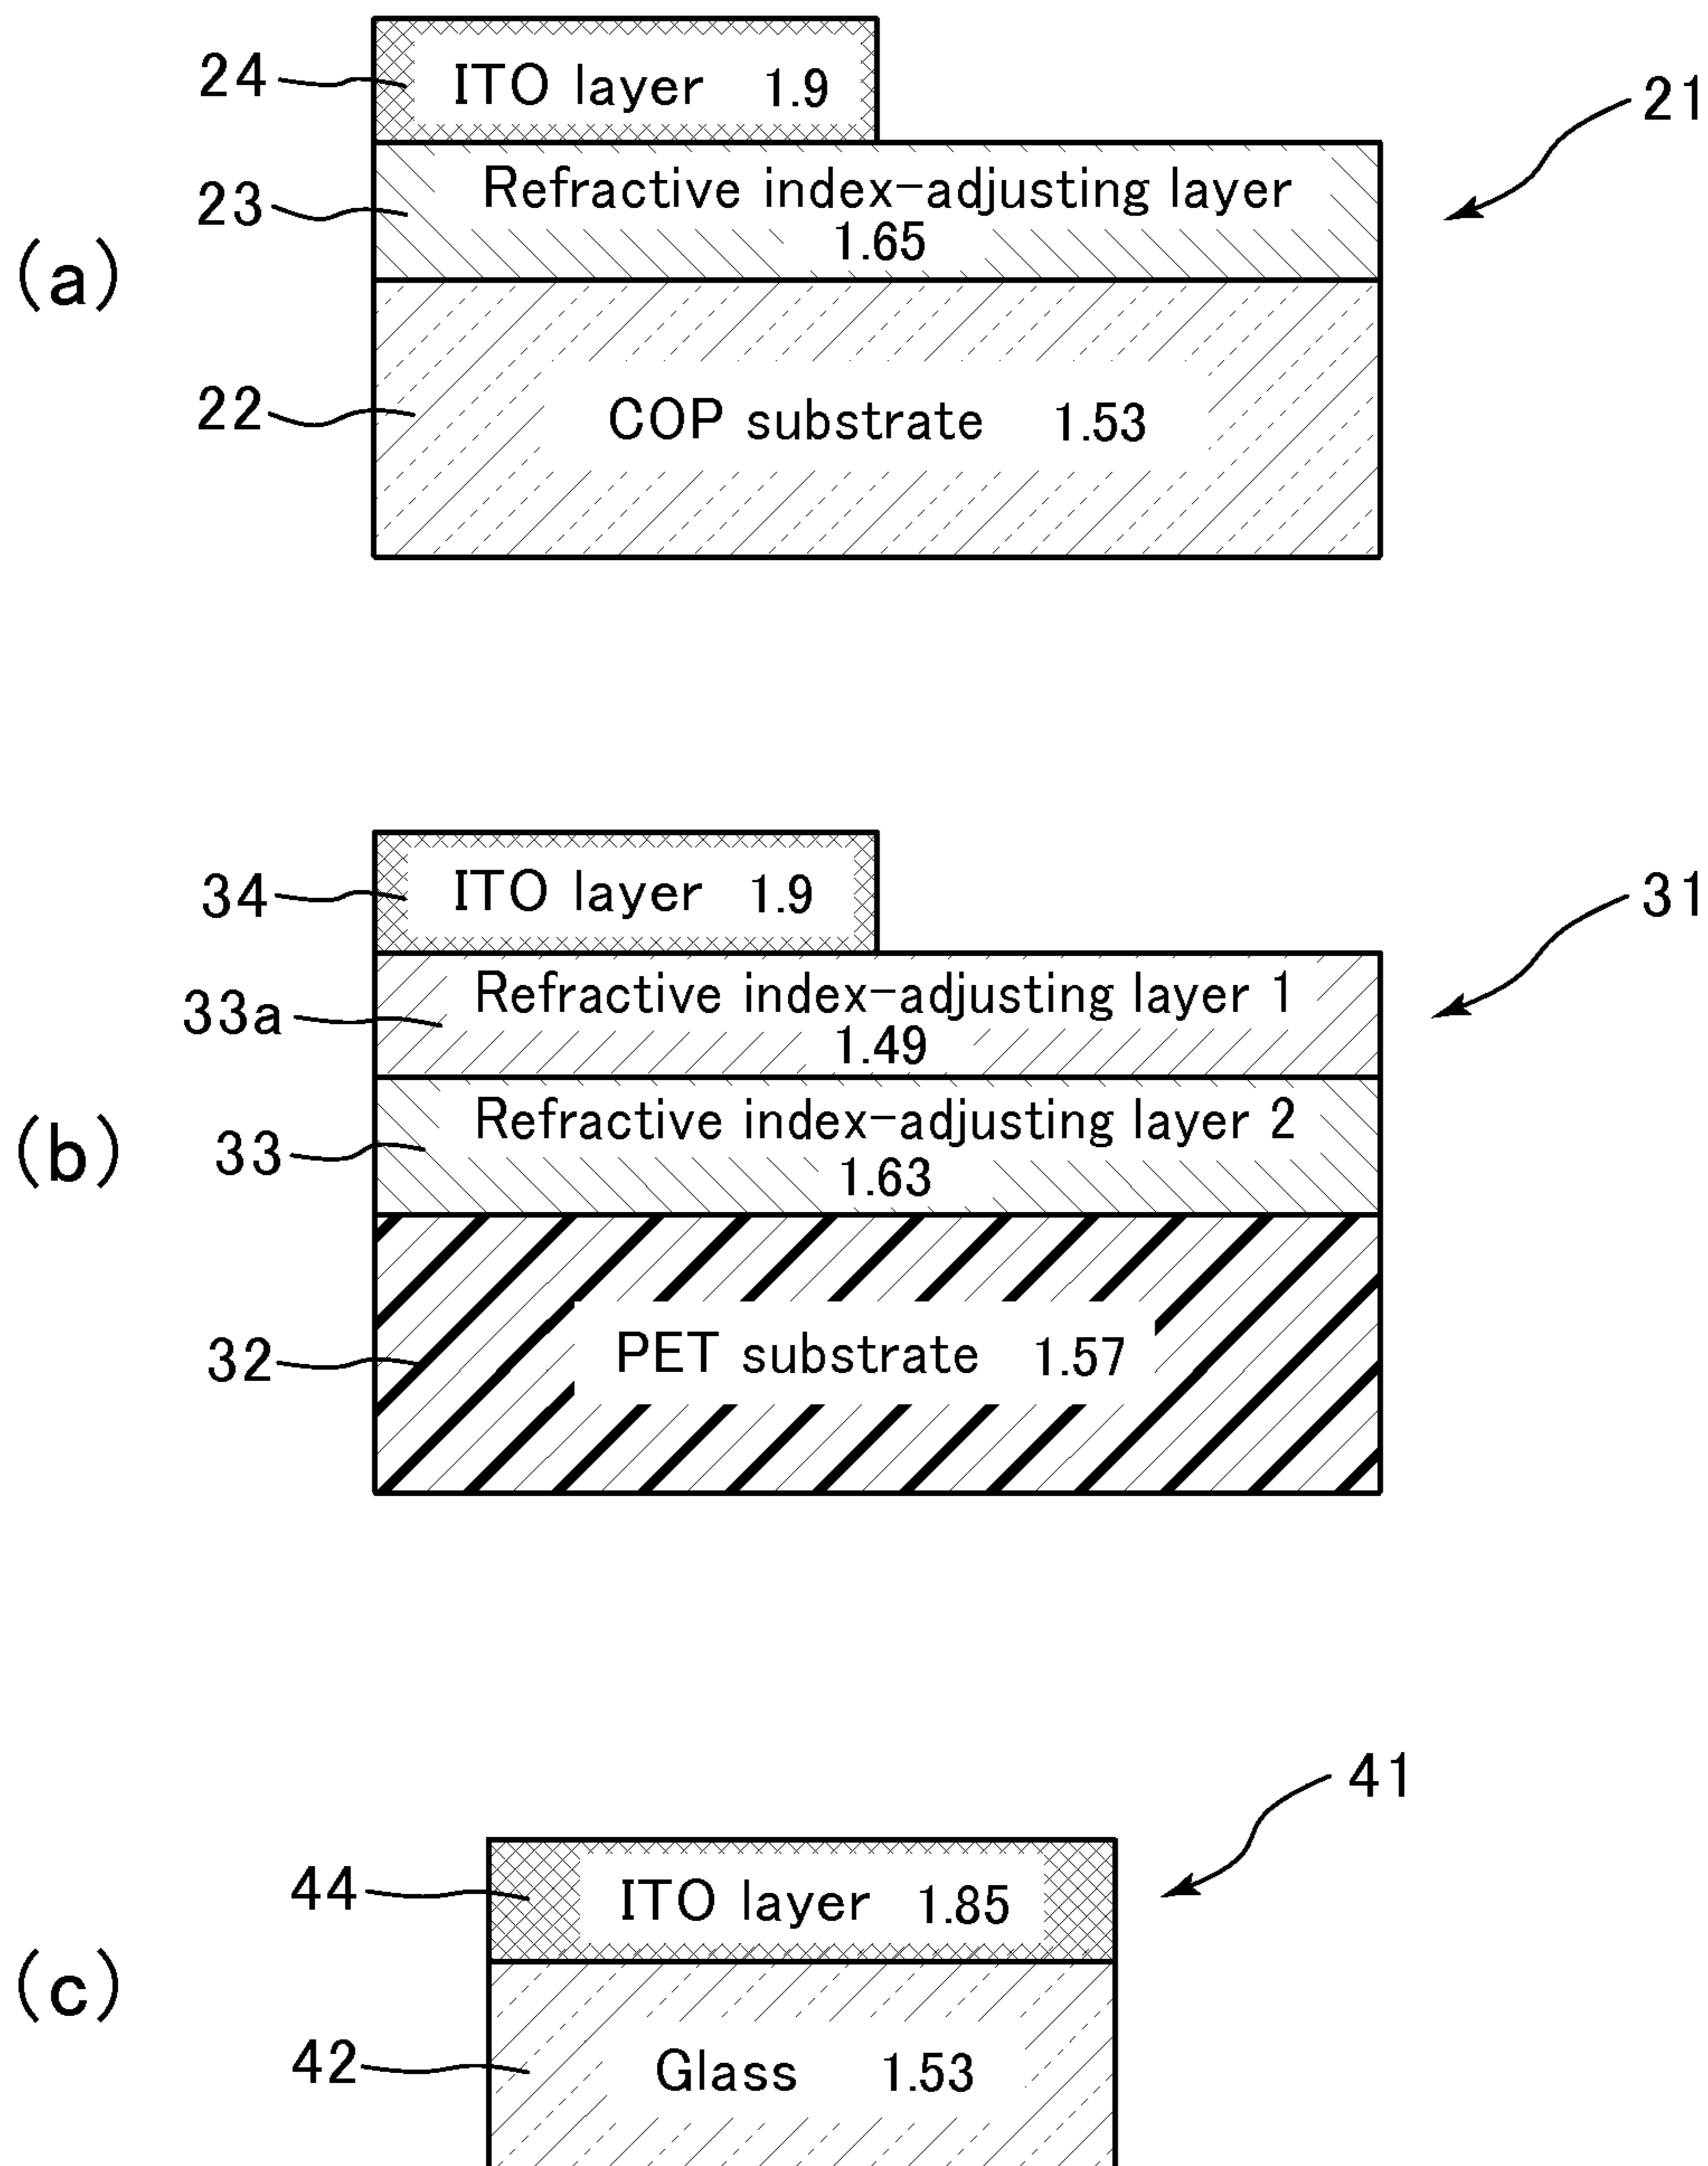 24
ITO layer 1.9
21
23
Refractive index-adjusting layer
1.65
(a)
22
COP substrate 1.53
34
ITO layer 1.9
31
33a
Refractive index-adjusting layer 1
1.49
(b)
33
Refractive index-adjusting layer 2
1.63
32
PET substrate 1.57
41
44
ITO layer 1.85
(c)
42
Glass 1.53